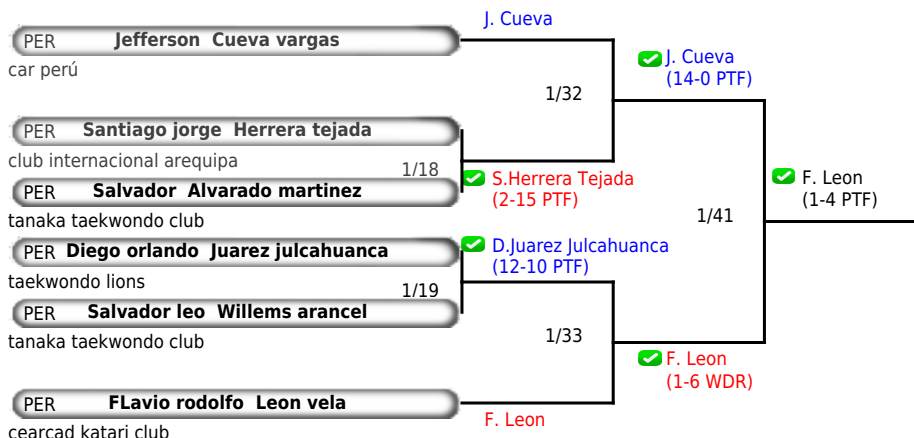 J. Cueva
PER Jefferson Cueva vargas
car perú
J. Cueva
(14-0 PTF)
1/32
PER Santiago jorge Herrera tejada
club internacional arequipa
1/18
S.Herrera Tejada
(2-15 PTF)
PER Salvador Alvarado martinez
tanaka taekwondo club
F. Leon
(1-4 PTF)
1/41
PER Diego orlando Juarez julcahuanca
D.Juarez Julcahuanca
(12-10 PTF)
taekwondo lions
1/19
PER Salvador leo Willems arancel
tanaka taekwondo club
1/33
F. Leon
(1-6 WDR)
PER FLavio rodolfo Leon vela
F. Leon
cearcad katari club